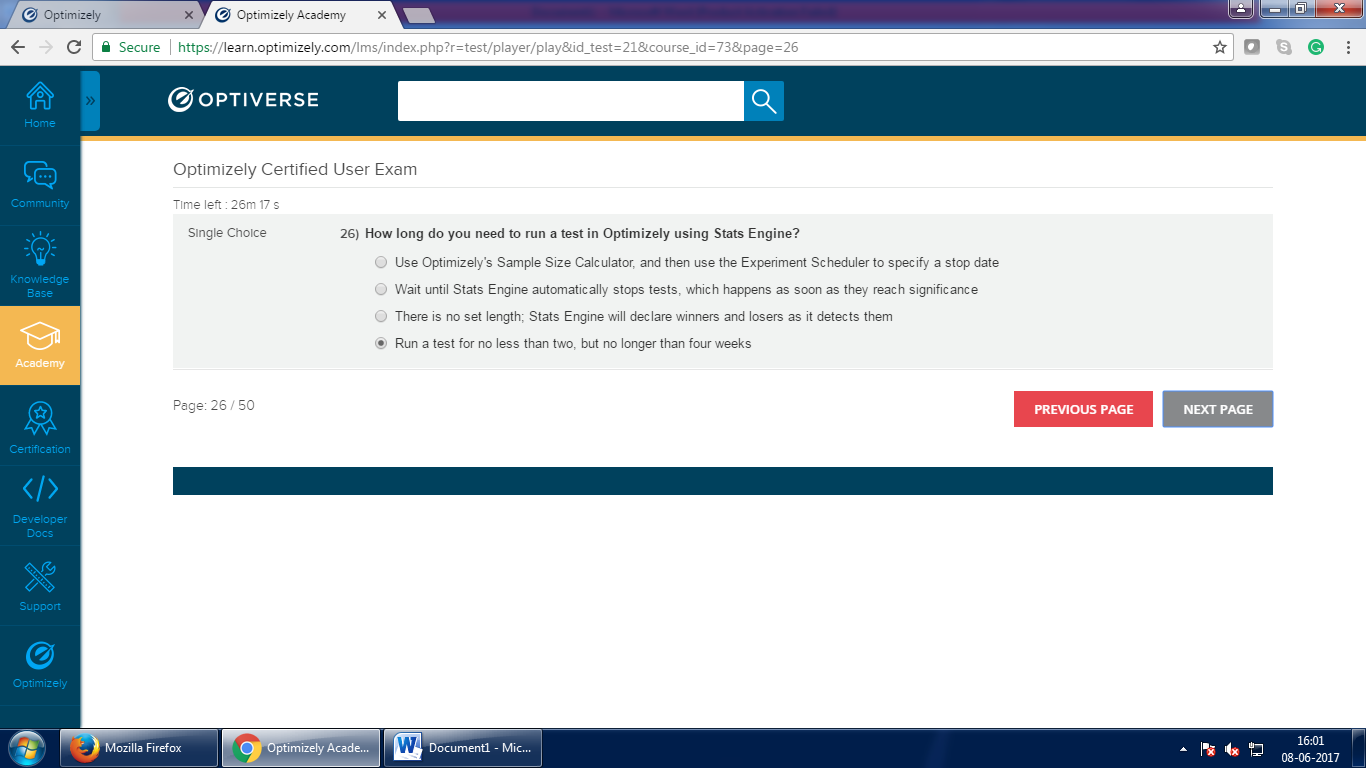 Optimizely
Optimizely Academy
Secure
https://learn.optimizely.com/lms/index.php?r=test/player/play&id_test=21&course_id=73&page=26
Home
»
OPTIVERSE
Community
Knowledge
Base
Academy
Certification
Developer
Docs
Support
Optimizely
Optimizely Certified User Exam
Time left : 26m 17 s
Single Choice
26) How long do you need to run a test in Optimizely using Stats Engine?
Use Optimizely's Sample Size Calculator, and then use the Experiment Scheduler to specify a stop date
Wait until Stats Engine automatically stops tests, which happens as soon as they reach significance
There is no set length; Stats Engine will declare winners and losers as it detects them
Run a test for no less than two, but no longer than four weeks
Page: 26 / 50
PREVIOUS PAGE
NEXT PAGE
Mozilla Firefox
Optimizely Acade...
Document1 - Mic...
16:01
08-06-2017